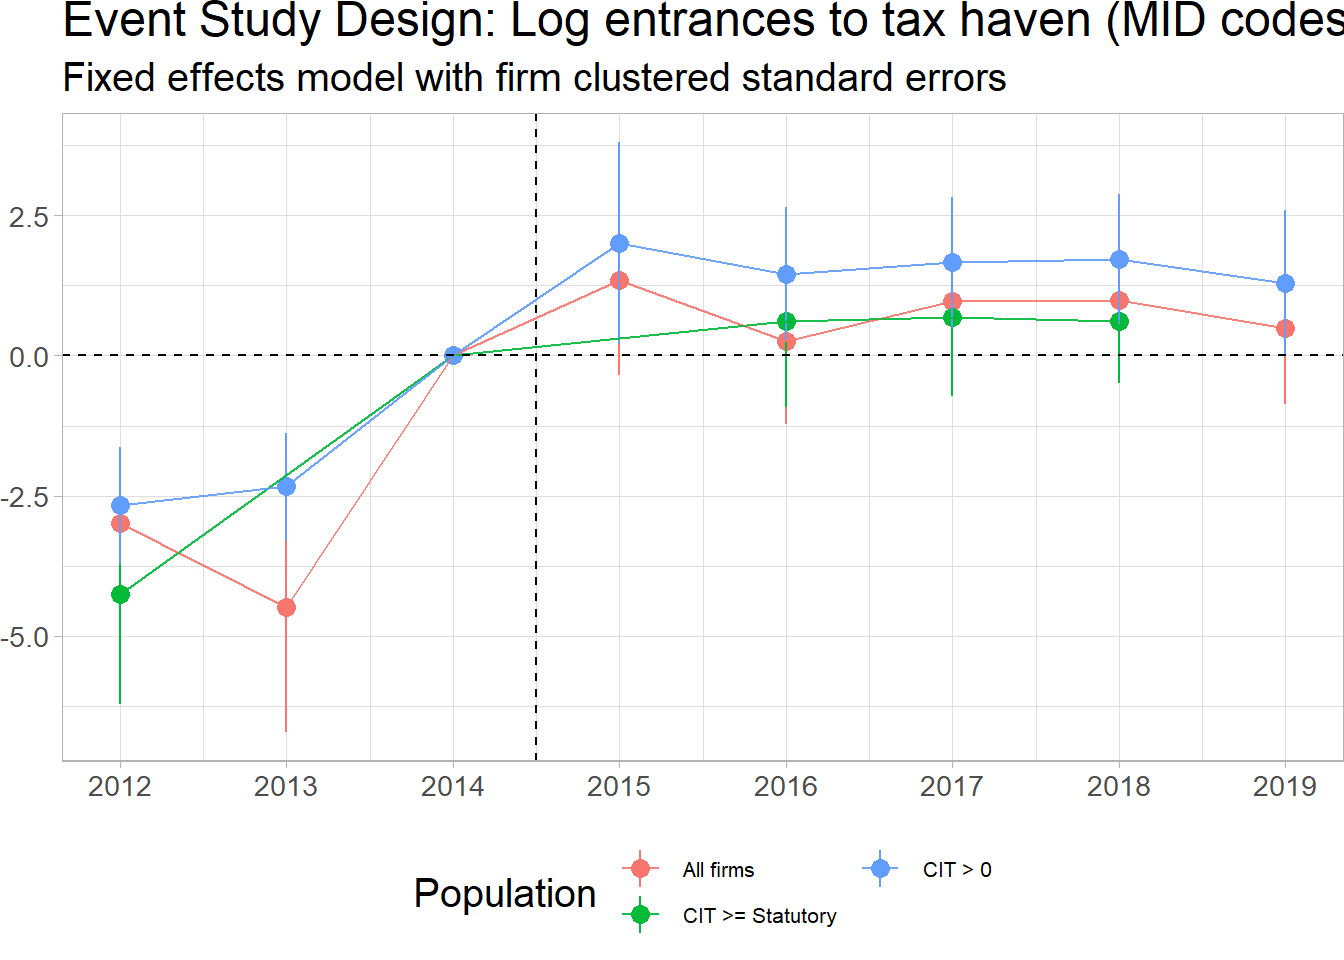 Event Study Design: Log entrances to tax haven (MID codes
Fixed effects model with firm clustered standard errors
2.5
0.0
-2.5
-5.0
2012 2013 2014 2015 2016 2017 2018 2019
Population
All firms
CIT > 0
CIT >= Statutory